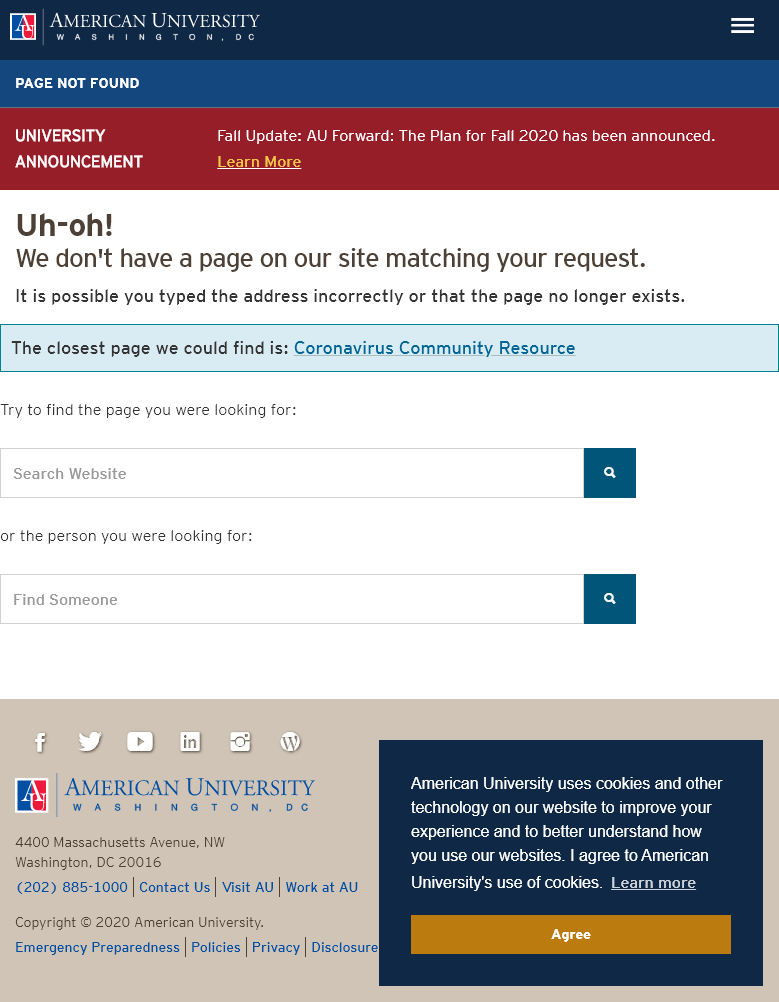 AMERICAN UNIVERSITY
WASHINGTON, DC
PAGE NOT FOUND
UNIVERSITY
ANNOUNCEMENT
Fall Update: AU Forward: The Plan for Fall 2020 has been announced.
Learn More
Uh-oh!
We don't have a page on our site matching your request.
It is possible you typed the address incorrectly or that the page no longer exists.
The closest page we could find is: Coronavirus Community Resource
Try to find the page you were looking for:
Search Website
or the person you were looking for:
Find Someone
AMERICAN UNIVERSITY
WASHINGTON, DC
4400 Massachusetts Avenue, NW
Washington, DC 20016
(202) 885-1000 Contact Us Visit AU Work at AU
Copyright © 2020 American University.
Emergency Preparedness Policies Privacy Disclosure
American University uses cookies and other
technology on our website to improve your
experience and to better understand how
you use our websites. I agree to American
University's use of cookies. Learn more
Agree